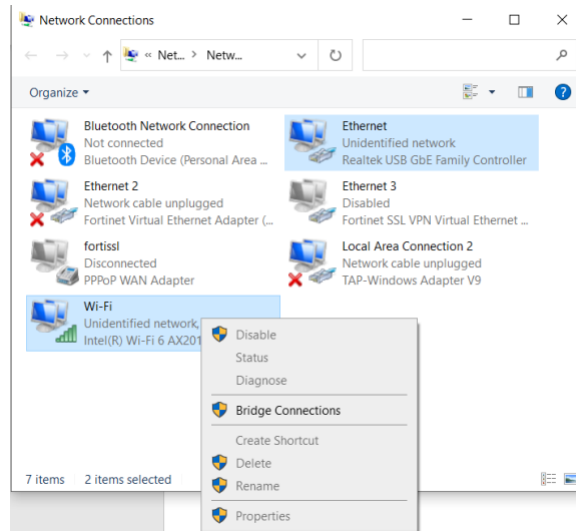 Network Connections
« Net... > Netw...
Organize
Bluetooth Network Connection
Not connected
Bluetooth Device (Personal Area ...
Ethernet
Unidentified network
Realtek USB GbE Family Controller
Ethernet 2
Network cable unplugged
Fortinet Virtual Ethernet Adapter (...
Ethernet 3
Disabled
Fortinet SSL VPN Virtual Ethernet ...
fortissl
Disconnected
PPPoP WAN Adapter
Local Area Connection 2
Network cable unplugged
TAP-Windows Adapter V9
Wi-Fi
Unidentified network,
Intel(R) Wi-Fi 6 AX201
Disable
Status
Diagnose
Bridge Connections
Create Shortcut
Delete
Rename
Properties
7 items 2 items selected